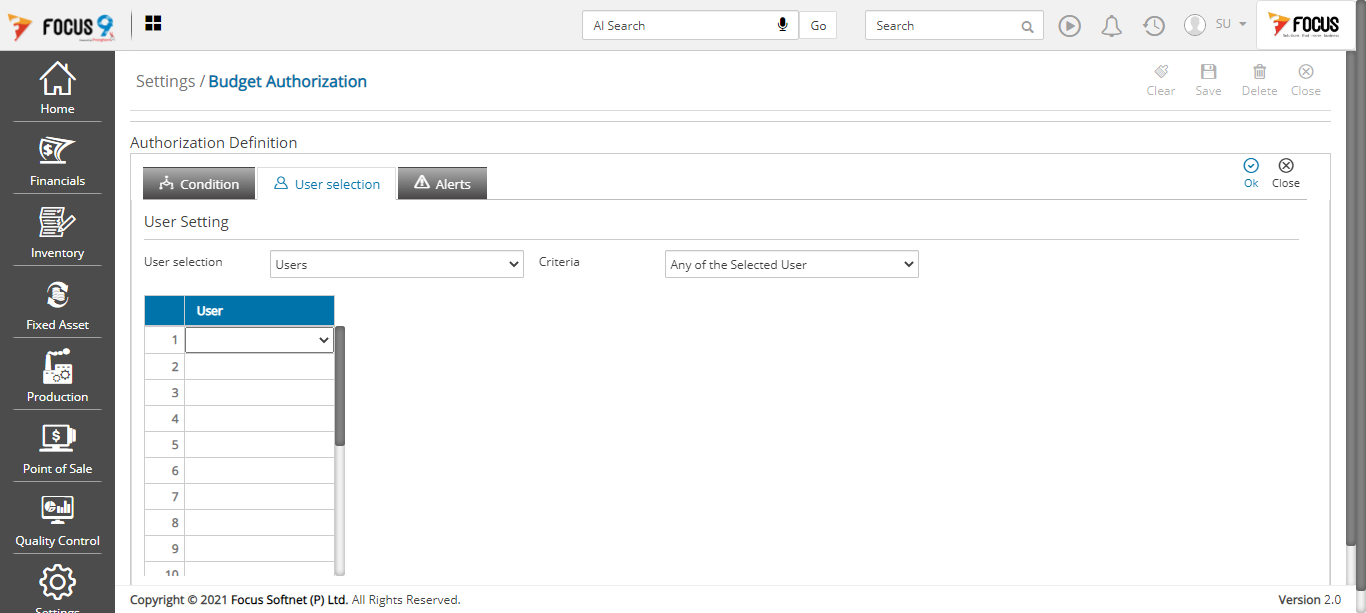 FOCUS 9
AI Search
Go
Search
SU
FOCUS
Home
Financials
Inventory
Fixed Asset
Production
Point of Sale
Quality Control
Settings
Settings / Budget Authorization
Clear
Save
Delete
Close
Authorization Definition
Condition
User selection
Alerts
Ok
Close
User Setting
User selection
Users
Criteria
Any of the Selected User
User
1
2
3
4
5
6
7
8
9
10
Copyright © 2021 Focus Softnet (P) Ltd. All Rights Reserved.
Version 2.0